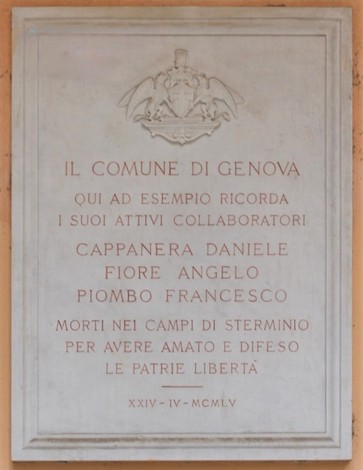 IL COMUNE DI GENOVA
QUI AD ESEMPIO RICORDA
I SUOI ATTIVI COLLABORATORI
CAPPANERA DANIELE
FIORE ANGELO
PIOMBO FRANCESCO
MORTI NEI CAMPI DI STERMINIO
PER AVERE AMATO E DIFESO
LE PATRIE LIBERTÀ
XXIV-IV-MCMLV